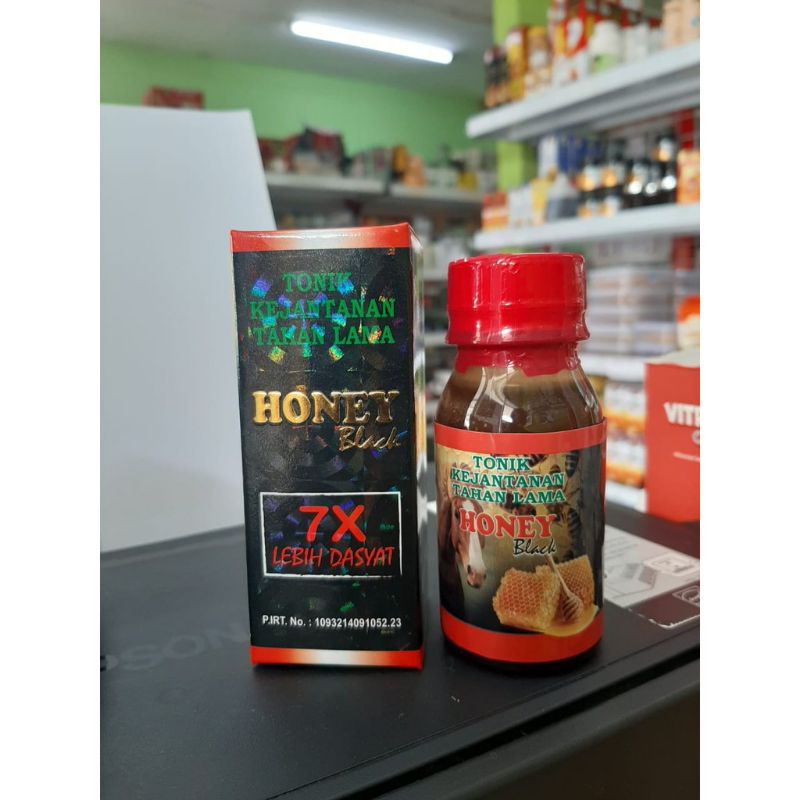 TONIK
KEJANTANAN
TAHAN LAMA
HONEY
Black
7X
LEBIH DASYAT
P.IRT. No. : 1093214091052.23
TONIK
KEJANTANAN
TAHAN LAMA
HONEY
Black